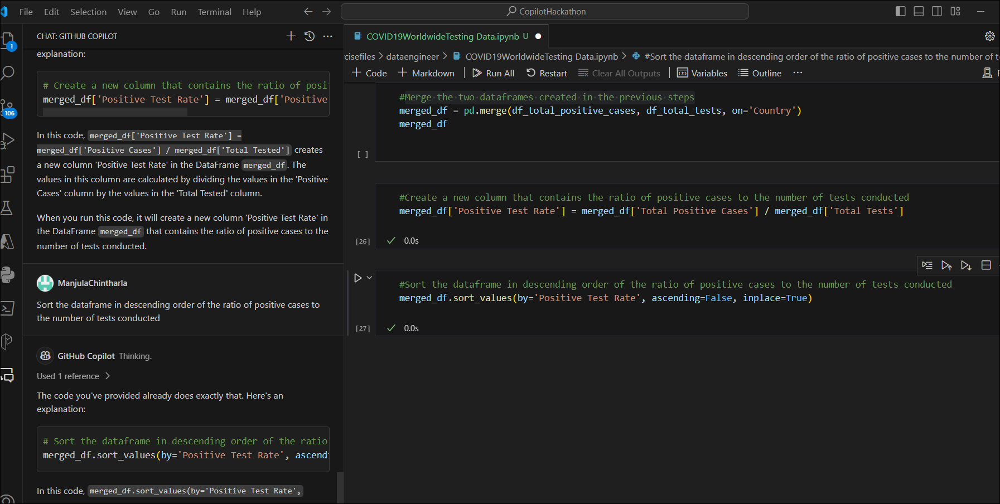 File Edit Selection View Go Run Terminal Help
CopilotHackathon
1
106
CHAT: GITHUB COPILOT
explanation:
# Create a new column that contains the ratio of posit
merged_df['Positive Test Rate'] = merged_df['Positive
In this code, merged_df['Positive Test Rate'] =
merged_df['Positive Cases'] / merged_df['Total Tested'] creates
a new column 'Positive Test Rate' in the DataFrame merged_df. The
values in this column are calculated by dividing the values in the 'Positive
Cases' column by the values in the 'Total Tested' column.
When you run this code, it will create a new column 'Positive Test Rate' in
the DataFrame merged_df that contains the ratio of positive cases to the
number of tests conducted.
ManjulaChintharla
Sort the dataframe in descending order of the ratio of positive cases to
the number of tests conducted
GitHub Copilot Thinking.
Used 1 reference
The code you've provided already does exactly that. Here's an
explanation:
# Sort the dataframe in descending order of the ratio
merged_df.sort_values(by='Positive Test Rate', ascendi
In this code, merged_df.sort_values(by='Positive Test Rate',
COVID19WorldwideTesting Data.ipynb U
cisefiles > dataengineer > COVID19WorldwideTesting Data.ipynb > #Sort the dataframe in descending order of the ratio of positive cases to the number of t
+ Code + Markdown Run All Restart Clear All Outputs Variables Outline ...
#Merge the two dataframes created in the previous steps
merged_df = pd.merge(df_total_positive_cases, df_total_tests, on='Country')
merged_df
[ ]
#Create a new column that contains the ratio of positive cases to the number of tests conducted
merged_df['Positive Test Rate'] = merged_df['Total Positive Cases'] / merged_df['Total Tests']
[26] ✓ 0.0s
#Sort the dataframe in descending order of the ratio of positive cases to the number of tests conducted
merged_df.sort_values(by='Positive Test Rate', ascending=False, inplace=True)
[27] ✓ 0.0s